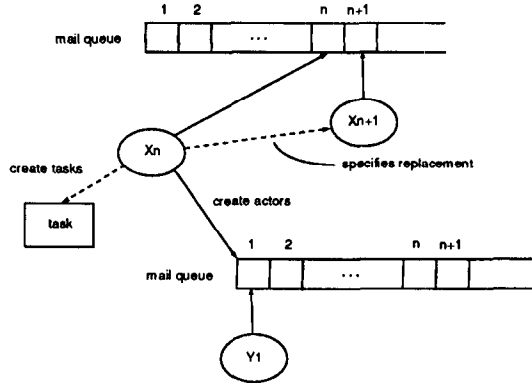 1 2 n n+1
mail queue ...
Xn
Xn+1
specifies replacement
create tasks
task
create actors
1 2 n n+1
mail queue ...
Y1